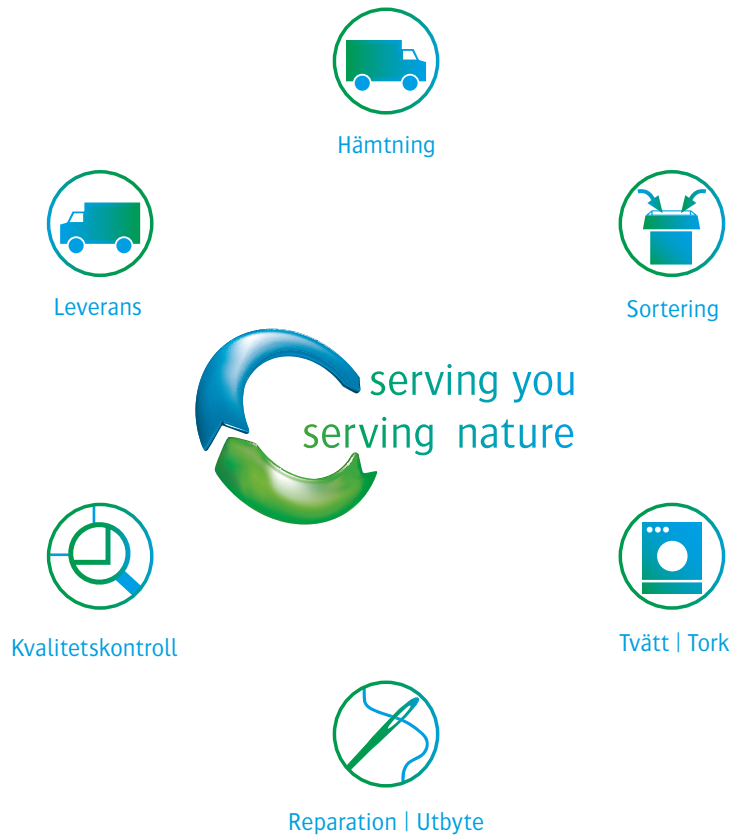 Hämtning
Leverans
Sortering
serving you
serving nature
Kvalitetskontroll
Tvätt | Tork
Reparation | Utbyte